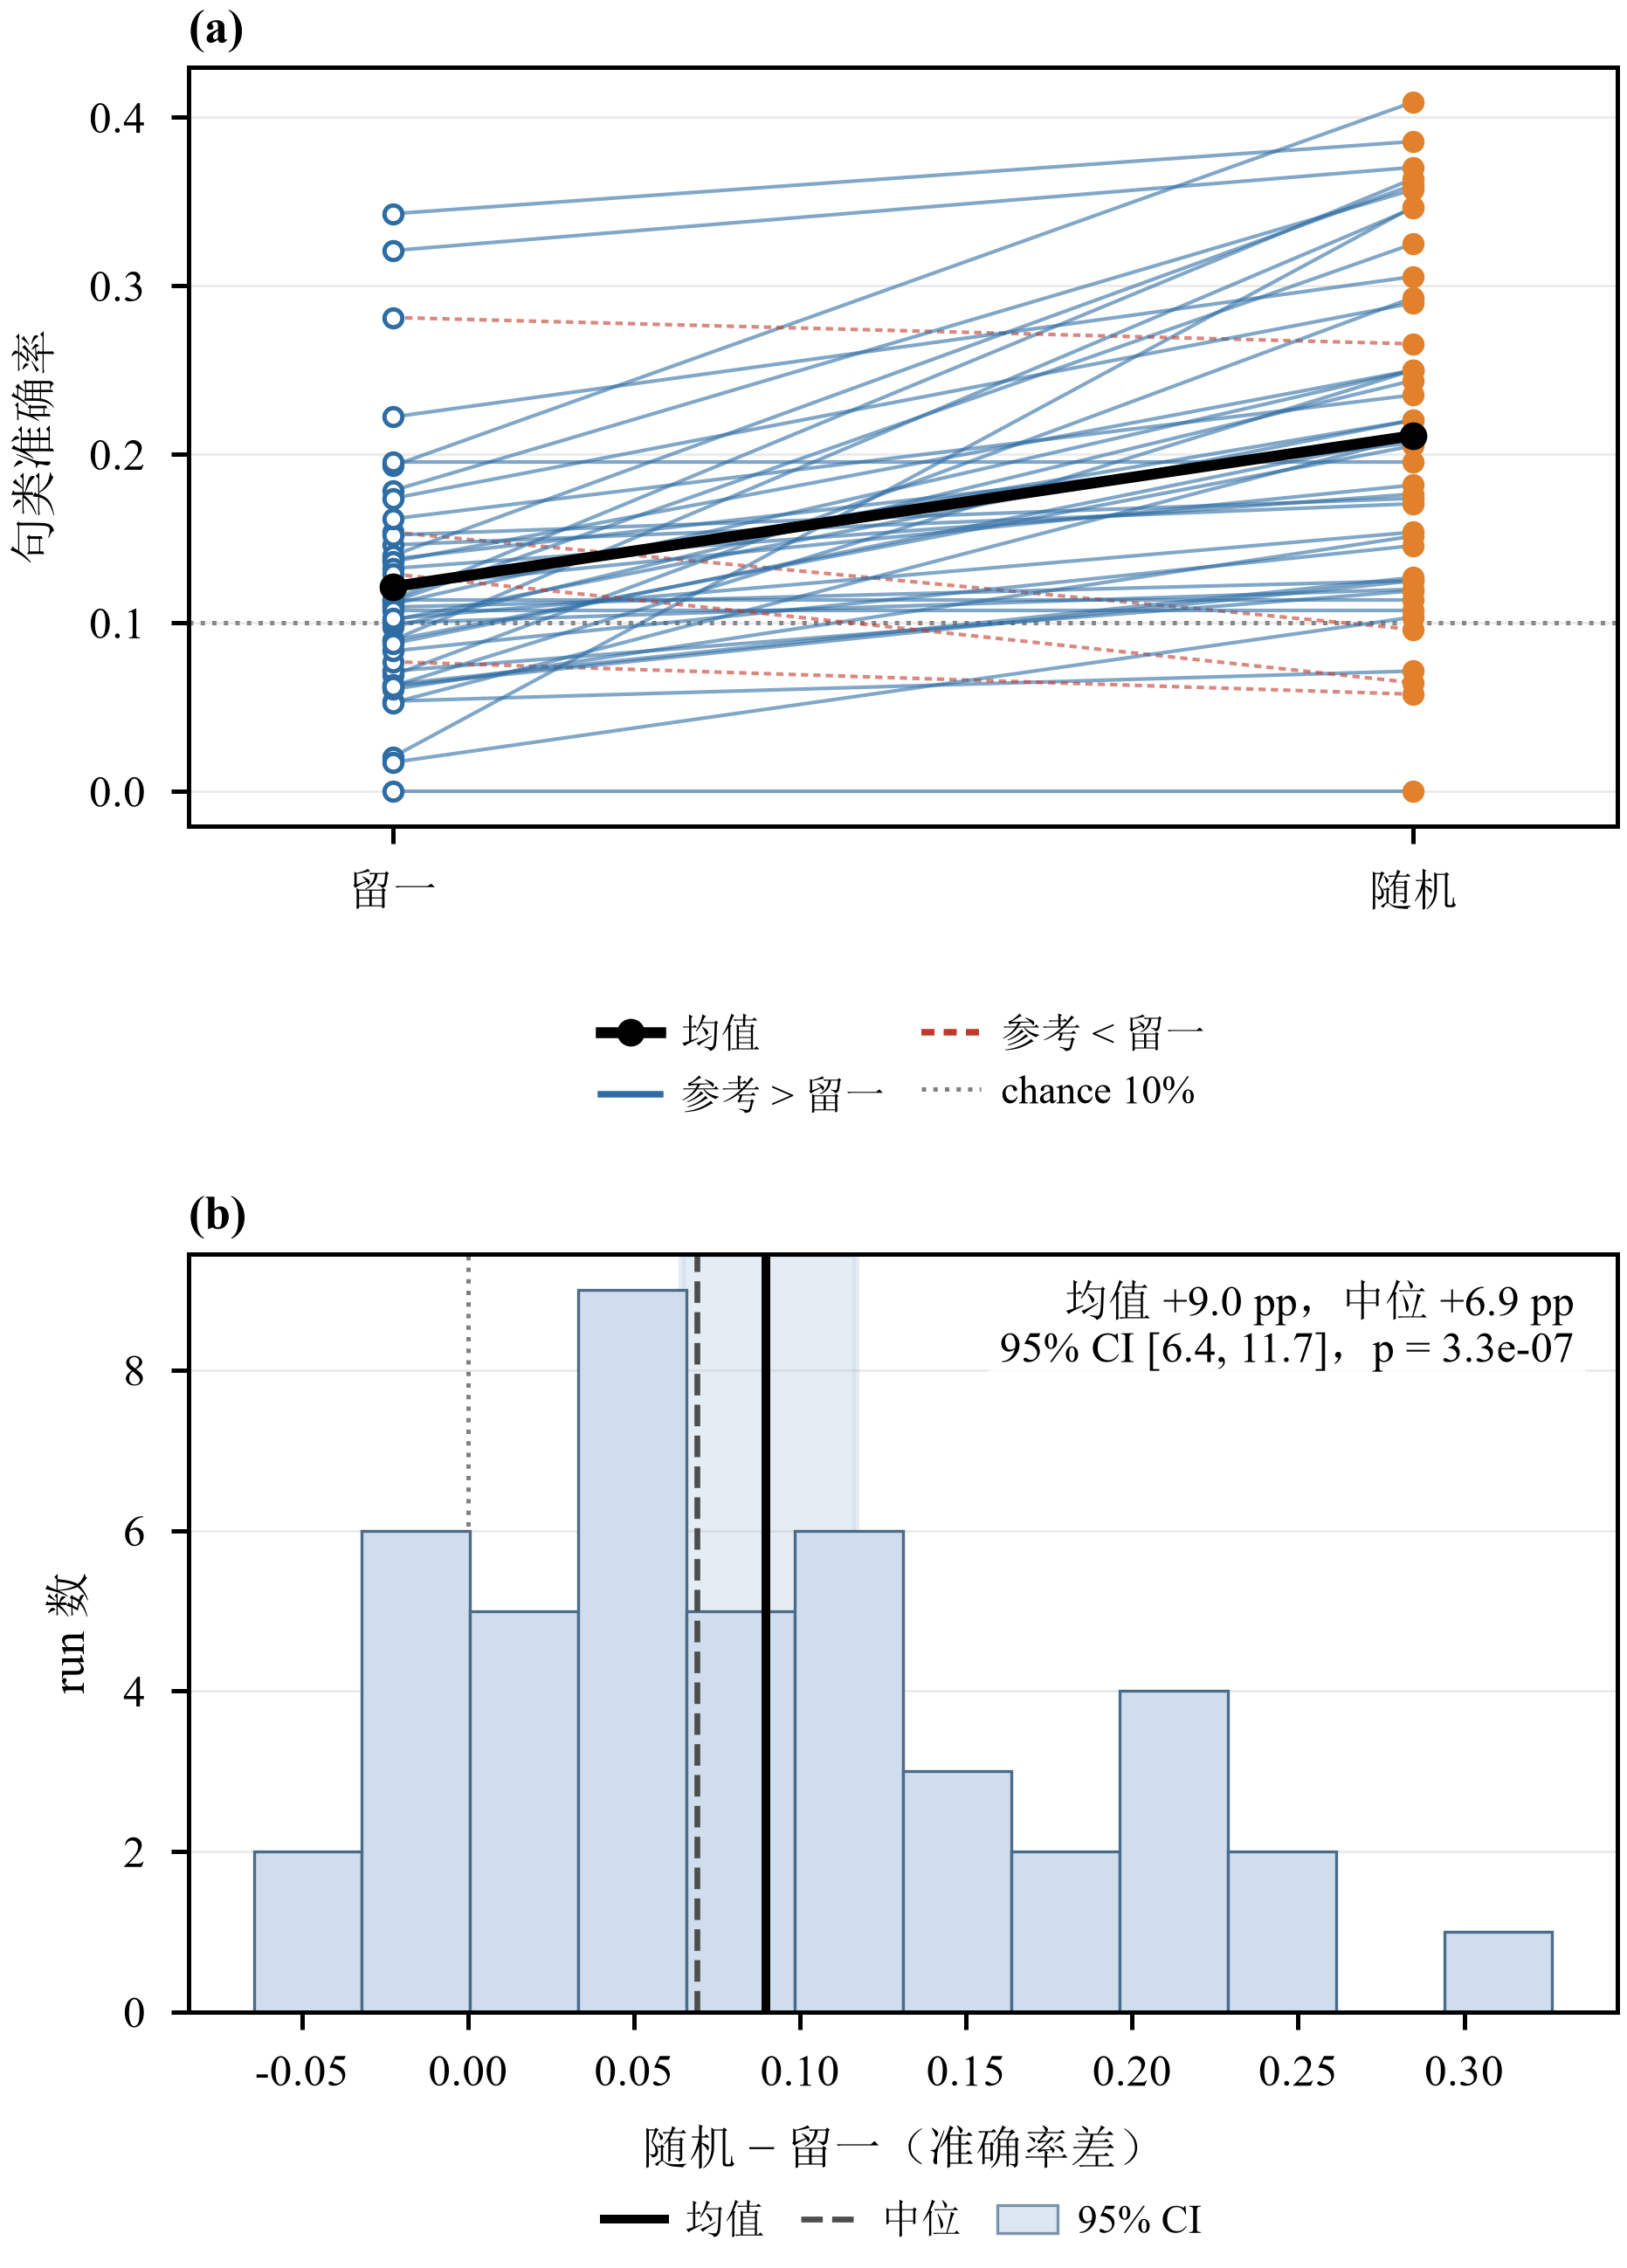 (a)
句类准确率
0.4
0.3
0.2
0.1
0.0
留一
随机
均值
参考 > 留一
参考 < 留一
chance 10%
(b)
均值 +9.0 pp，中位 +6.9 pp
95% CI [6.4, 11.7]，p = 3.3e-07
run 数
8
6
4
2
0
-0.05 0.00 0.05 0.10 0.15 0.20 0.25 0.30
随机 – 留一（准确率差）
均值 中位 95% CI